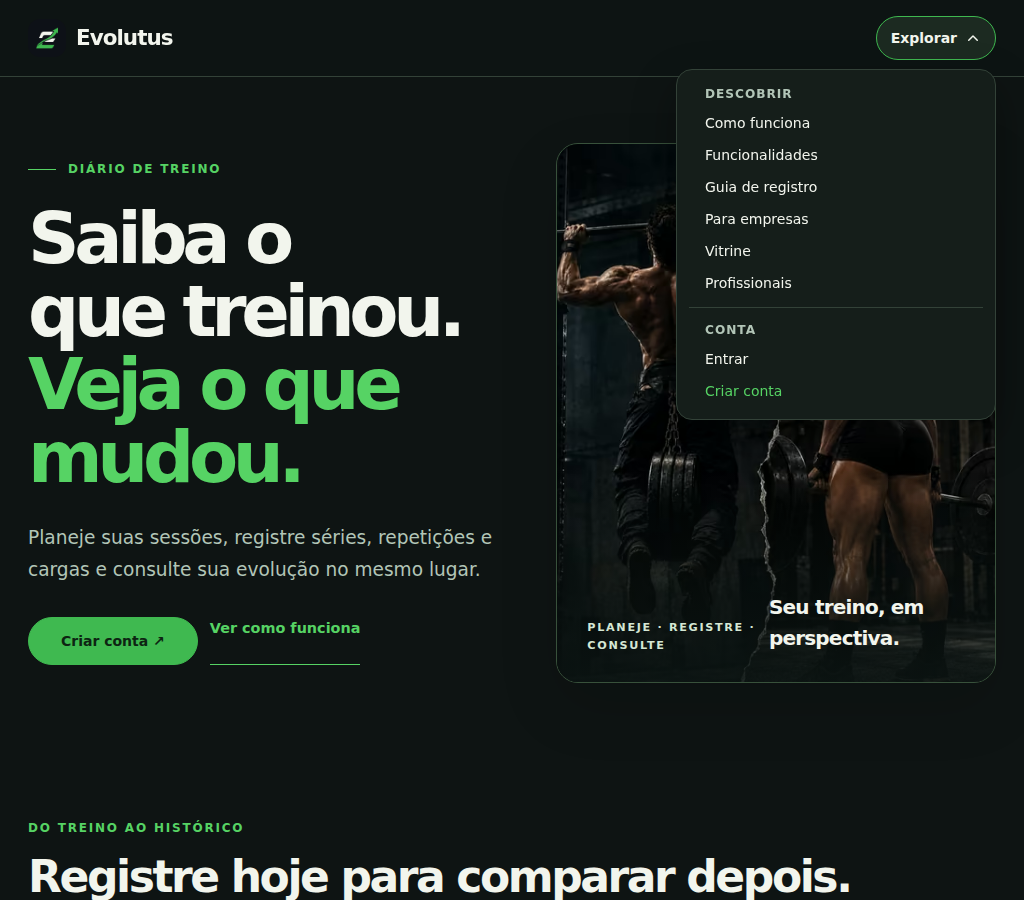 Evolutus
Explorar
DESCOBRIR
Como funciona
Funcionalidades
Guia de registro
Para empresas
Vitrine
Profissionais
CONTA
Entrar
Criar conta
DIÁRIO DE TREINO
Saiba o
que treinou.
Veja o que
mudou.
Planeje suas sessões, registre séries, repetições e
cargas e consulte sua evolução no mesmo lugar.
Criar conta ↗
Ver como funciona
PLANEJE · REGISTRE ·
CONSULTE
Seu treino, em
perspectiva.
DO TREINO AO HISTÓRICO
Registre hoje para comparar depois.